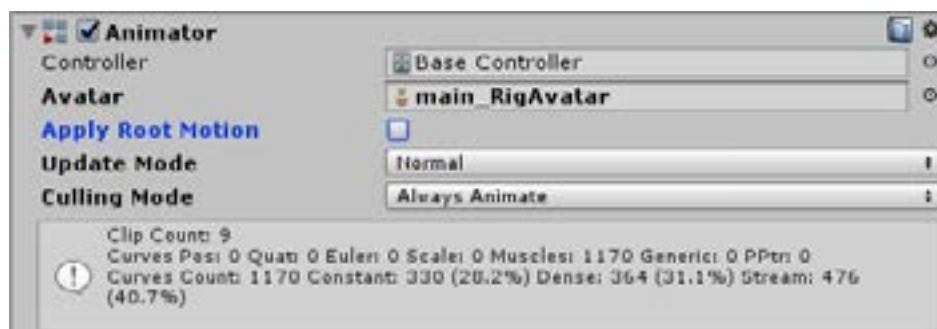 Animator
Controller Base Controller
Avatar main_RigAvatar
Apply Root Motion
Update Mode Normal
Culling Mode Always Animate
Clip Count: 9
Curves Pos: 0 Quat: 0 Euler: 0 Scale: 0 Muscles: 1170 Generic: 0 PPtr: 0
Curves Count: 1170 Constant: 330 (28.2%) Dense: 364 (31.1%) Stream: 476
(40.7%)